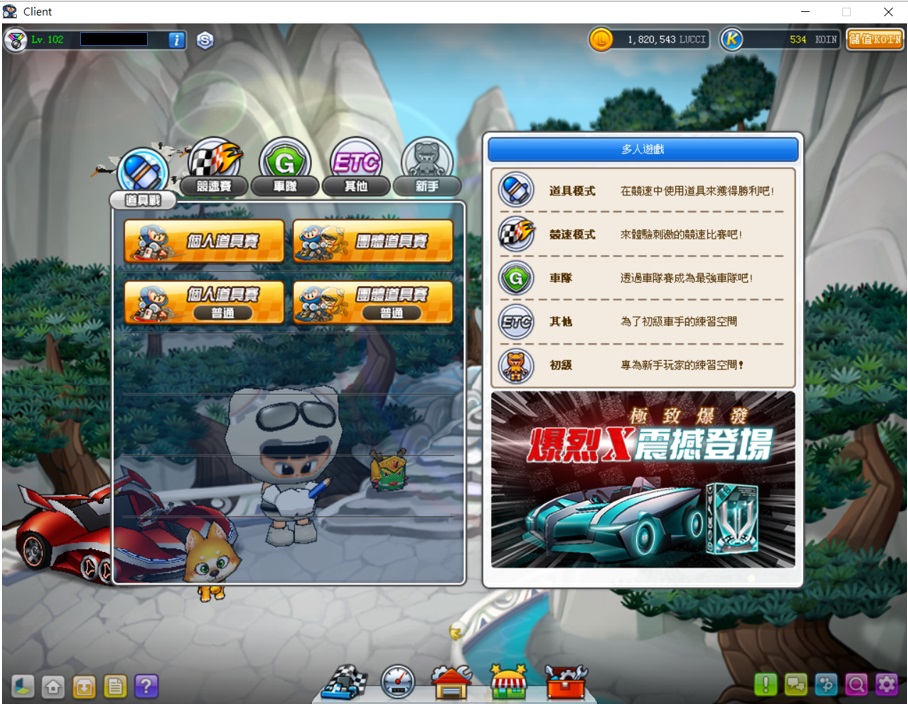 Client
Lv.102
1,820,543 LUCCI
534 KOIN
儲值KOIN
道具戰
競速賽
車隊
ETC
其他
新手
個人道具賽
團體道具賽
個人道具賽
普通
團體道具賽
普通
多人遊戲
道具模式 在競速中使用道具來獲得勝利吧!
競速模式 來體驗刺激的競速比賽吧!
G 車隊 透過車隊賽成為最強車隊吧!
ETC 其他 為了初級車手的練習空間
初級 專為新手玩家的練習空間!
極致爆發
爆烈X震撼登場